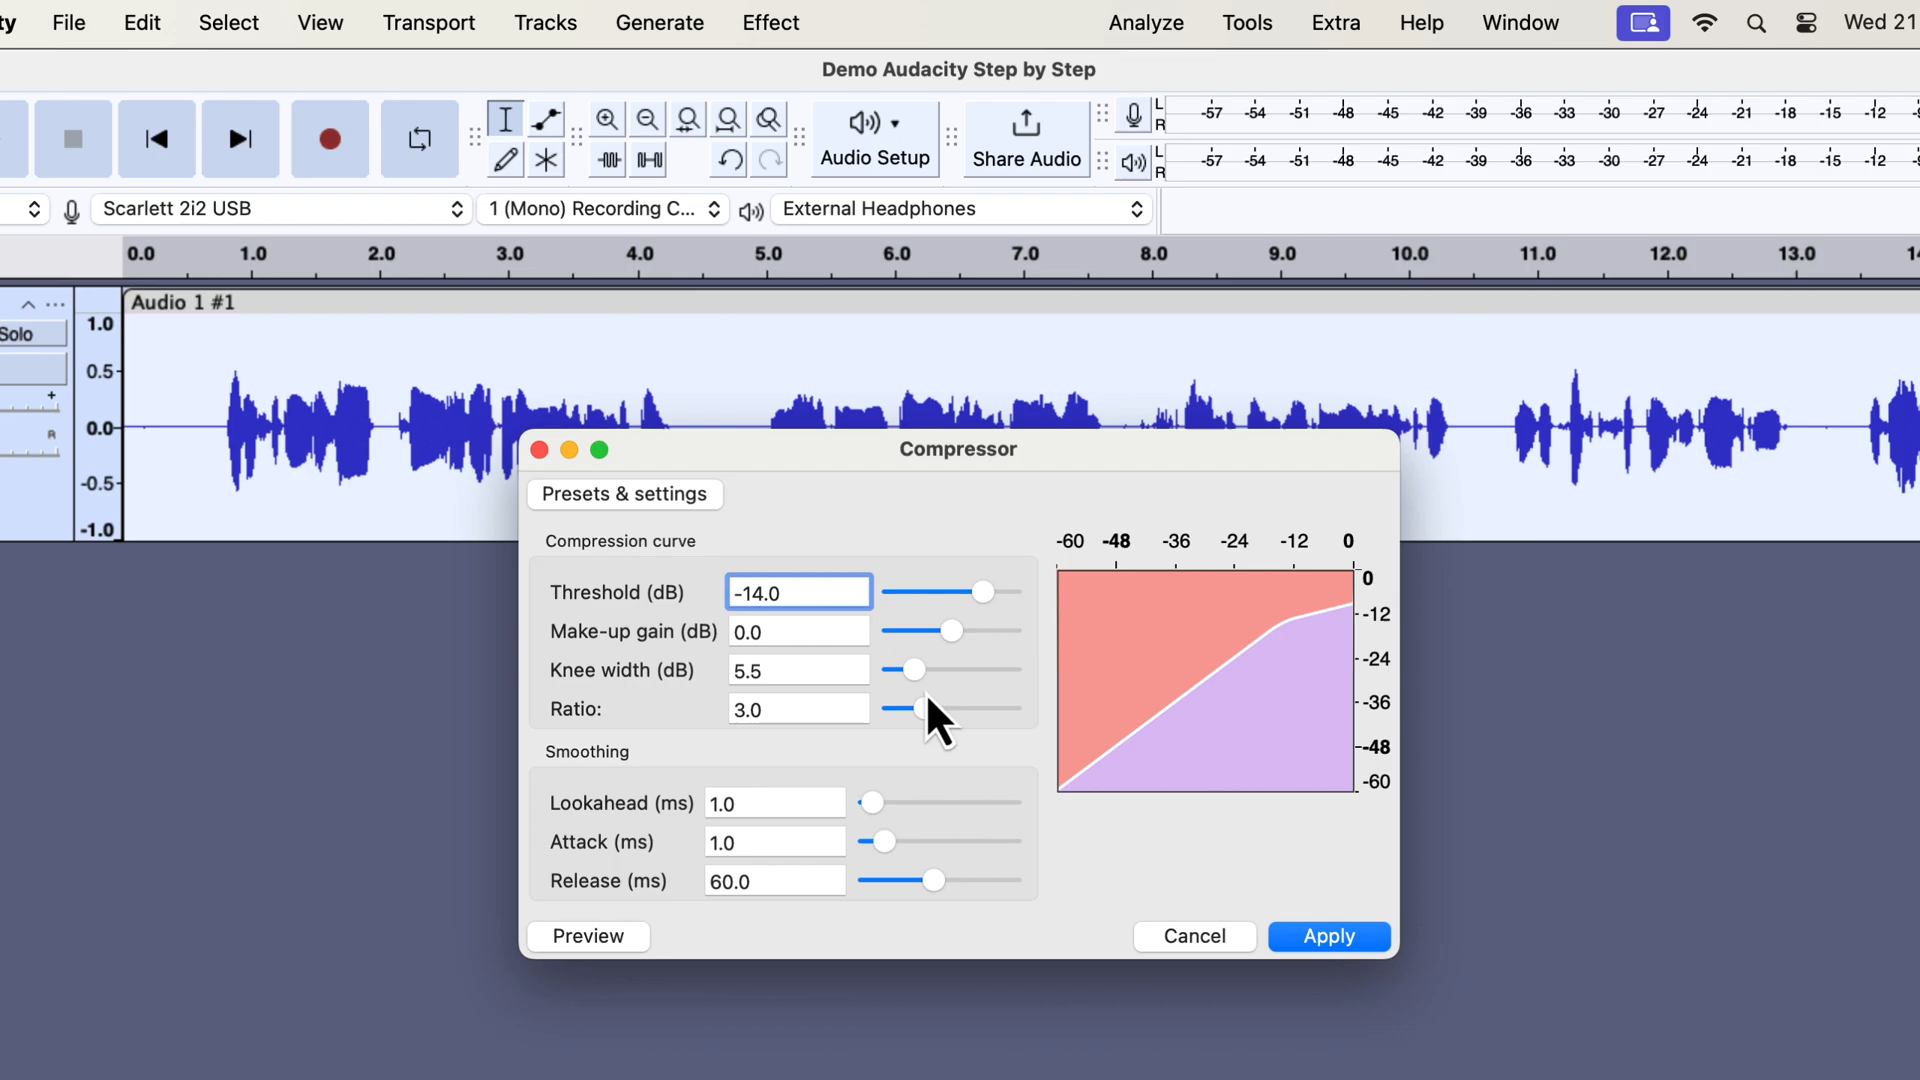 ty File Edit Select View Transport Tracks Generate Effect Analyze Tools Extra Help Window Wed 21
Demo Audacity Step by Step
Audio Setup
Share Audio
L
R
-57 -54 -51 -48 -45 -42 -39 -36 -33 -30 -27 -24 -21 -18 -15 -12
L
R
-57 -54 -51 -48 -45 -42 -39 -36 -33 -30 -27 -24 -21 -18 -15 -12
Scarlett 2i2 USB
1 (Mono) Recording C...
External Headphones
0.0 1.0 2.0 3.0 4.0 5.0 6.0 7.0 8.0 9.0 10.0 11.0 12.0 13.0
Audio 1 #1
Solo
R
1.0
0.5
0.0
-0.5
-1.0
Compressor
Presets & settings
Compression curve
Threshold (dB) -14.0
Make-up gain (dB) 0.0
Knee width (dB) 5.5
Ratio: 3.0
Smoothing
Lookahead (ms) 1.0
Attack (ms) 1.0
Release (ms) 60.0
-60 -48 -36 -24 -12 0
0
-12
-24
-36
-48
-60
Preview
Cancel
Apply